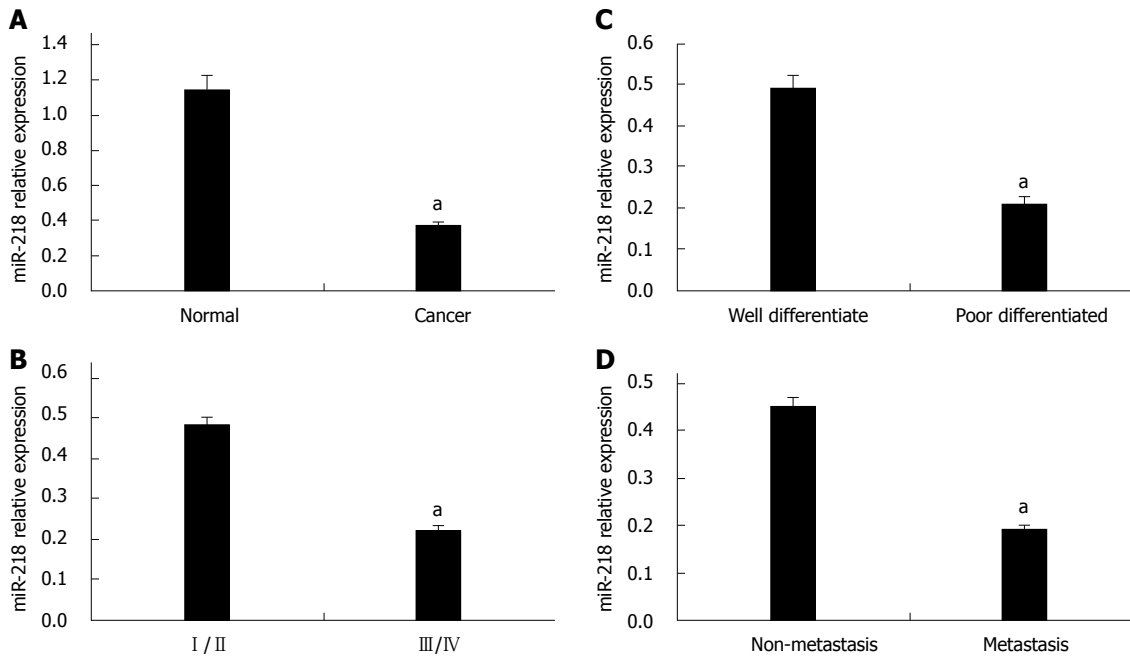 A
miR-218 relative expression
1.4
1.2
1.0
0.8
0.6
0.4
0.2
0.0
a
Normal
Cancer
B
miR-218 relative expression
0.6
0.5
0.4
0.3
0.2
0.1
0.0
a
Ⅰ/Ⅱ
Ⅲ/Ⅳ
C
miR-218 relative expression
0.6
0.5
0.4
0.3
0.2
0.1
0.0
a
Well differentiate
Poor differentiated
D
miR-218 relative expression
0.5
0.4
0.3
0.2
0.1
0.0
a
Non-metastasis
Metastasis